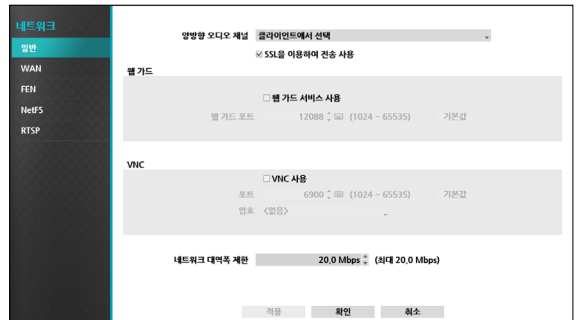 네트워크
일반
WAN
FEN
NetFS
RTSP
양방향 오디오 채널 클라이언트에서 선택
SSL을 이용하여 전송 사용
웹 가드
웹 가드 서비스 사용
웹 가드 포트 12088 (1024 ~ 65535) 기본값
VNC
VNC 사용
포트 6900 (1024 ~ 65535) 기본값
암호 <없음>
네트워크 대역폭 제한 20.0 Mbps (최대 20.0 Mbps)
적용 확인 취소